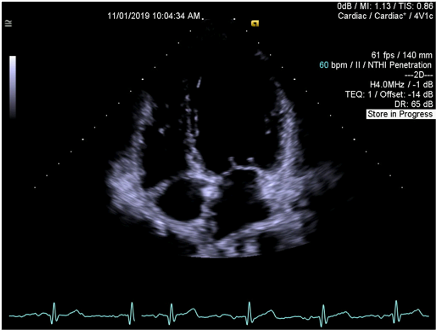 0dB / MI: 1.13 / TIS: 0.86
11/01/2019 10:04:34 AM
Cardiac / Cardiac* / 4V1c
61 fps / 140 mm
60 bpm / II / NTHI Penetration
---2D---
H4.0MHz / -1 dB
TEQ: 1 / Offset: -14 dB
DR: 65 dB
Store in Progress